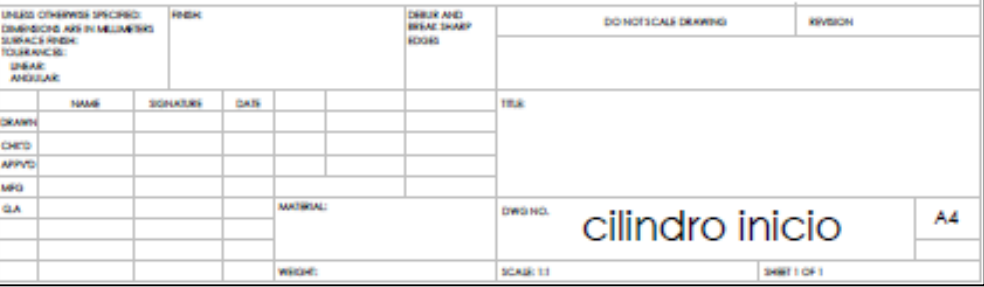 UNLESS OTHERWISE SPECIFIED:
DIMENSIONS ARE IN MILLIMETERS
SURFACE FINISH:
TOLERANCES:
LINEAR:
ANGULAR:
FINISH:
DEBUR AND
BREAK SHARP
EDGES
DO NOT SCALE DRAWING
REVISION
NAME SIGNATURE DATE
TITLE:
DRAWN
CHK'D
APPV'D
MFG
Q.A
MATERIAL:
DWG NO.
cilindro inicio
A4
WEIGHT:
SCALE: 1:1
SHEET 1 OF 1